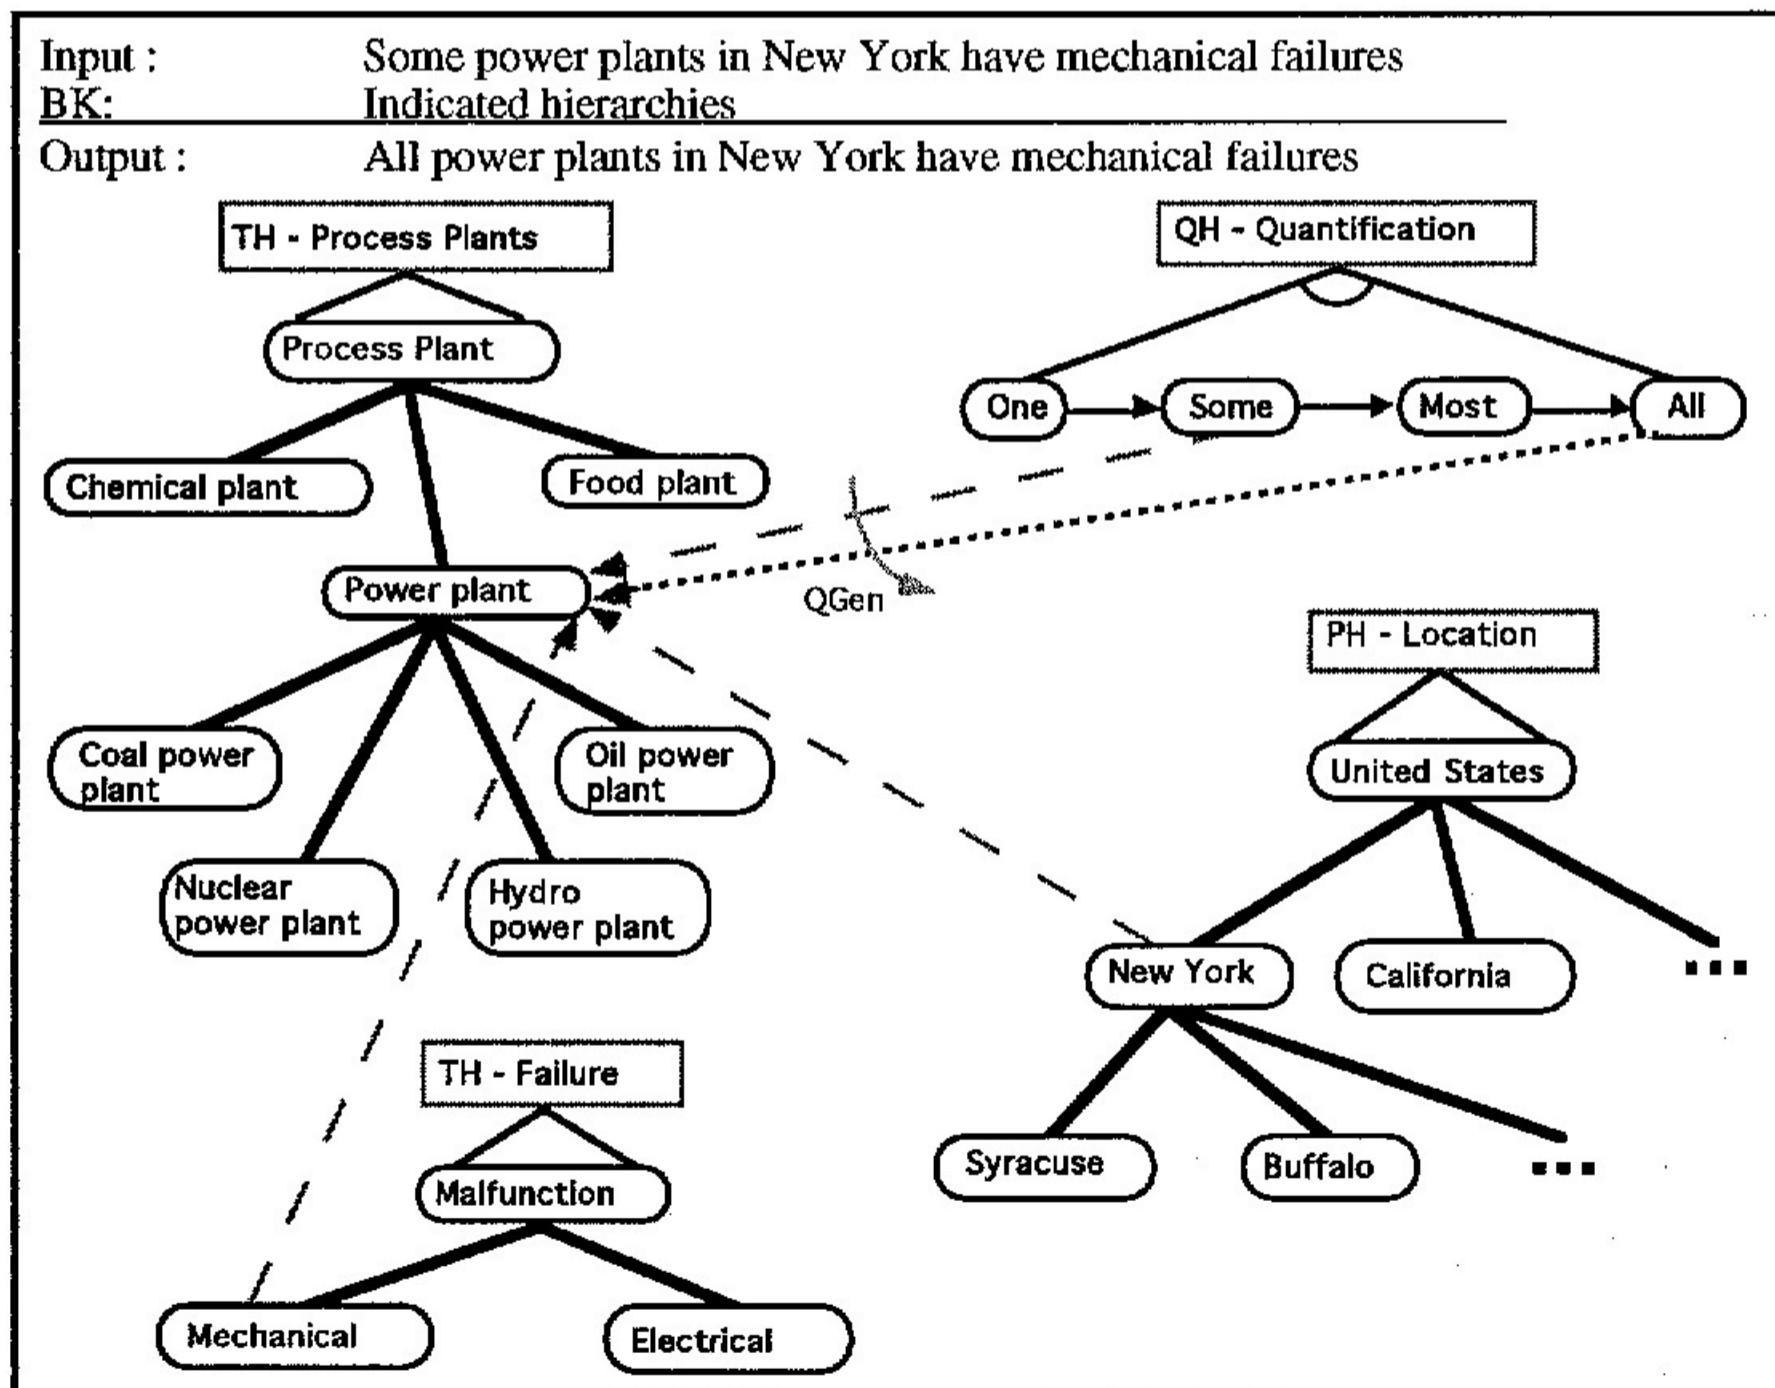 Input : Some power plants in New York have mechanical failures
BK: Indicated hierarchies
Output : All power plants in New York have mechanical failures
TH - Process Plants
QH - Quantification
Process Plant
One
Some
Most
All
Chemical plant
Food plant
Power plant
QGen
PH - Location
Coal power
plant
Oil power
plant
United States
Nuclear
power plant
Hydro
power plant
New York
California
...
TH - Failure
Syracuse
Buffalo
...
Malfunction
Mechanical
Electrical